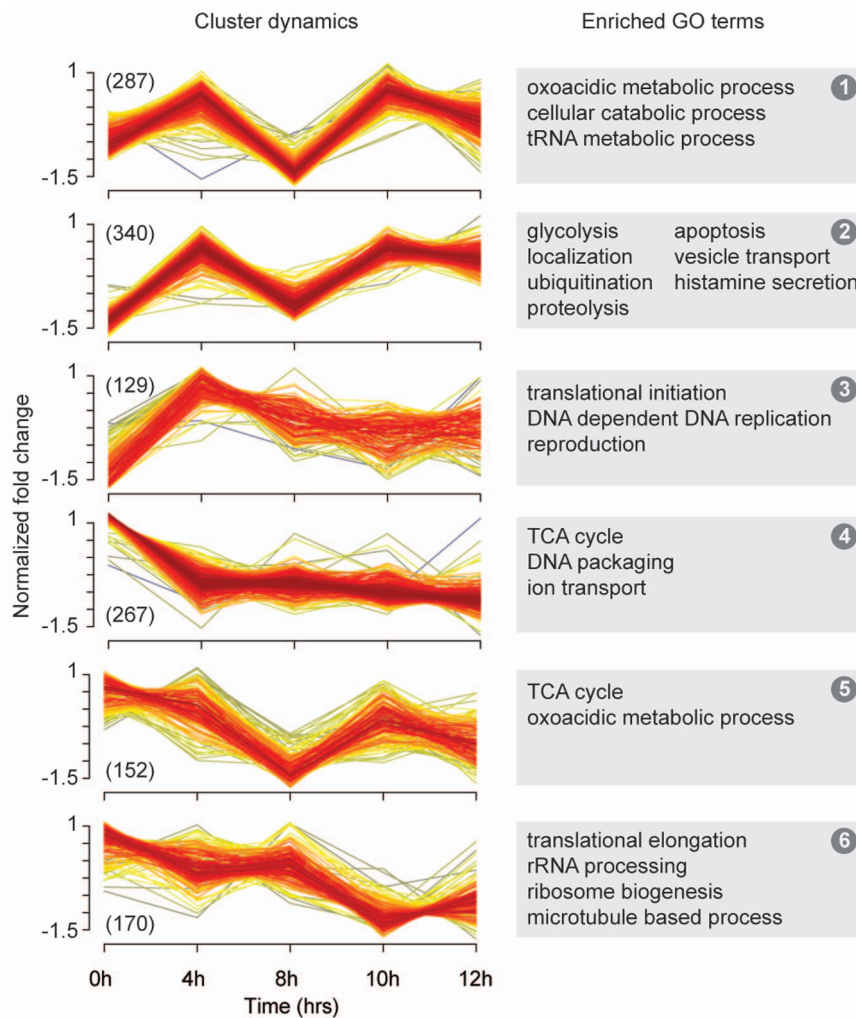 Cluster dynamics
Enriched GO terms
Normalized fold change
1
(287)
-1.5
oxoacidic metabolic process
cellular catabolic process
tRNA metabolic process
1
1
(340)
-1.5
glycolysis apoptosis
localization vesicle transport
ubiquitination histamine secretion
proteolysis
2
1
(129)
-1.5
translational initiation
DNA dependent DNA replication
reproduction
3
1
(267)
-1.5
TCA cycle
DNA packaging
ion transport
4
1
(152)
-1.5
TCA cycle
oxoacidic metabolic process
5
1
(170)
-1.5
translational elongation
rRNA processing
ribosome biogenesis
microtubule based process
6
0h 4h 8h 10h 12h
Time (hrs)